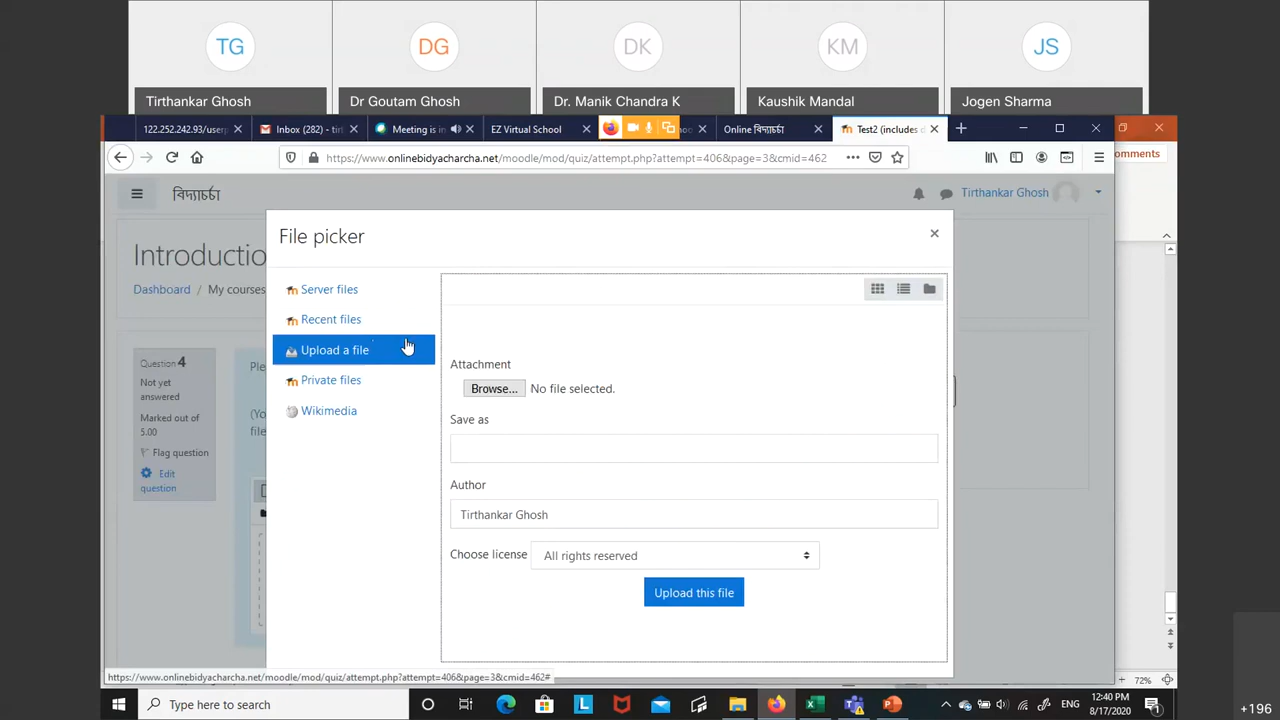 TG
DG
DK
KM
JS
Tirthankar Ghosh
Dr Goutam Ghosh
Dr. Manik Chandra K
Kaushik Mandal
Jogen Sharma
122.252.242.93/userp
Inbox (282) - tirt
Meeting is in
EZ Virtual School
Online বিদ্যাচর্চা
Test2 (includes d
https://www.onlinebidyacharcha.net/moodle/mod/quiz/attempt.php?attempt=406&page=3&cmid=462
omments
বিদ্যাচর্চা
Tirthankar Ghosh
File picker
Introduction
Dashboard / My courses
Server files
Recent files
Upload a file
Private files
Wikimedia
Attachment
Browse... No file selected.
Save as
Author
Tirthankar Ghosh
Choose license All rights reserved
Upload this file
Question 4
Not yet
answered
Marked out of
5.00
Flag question
Edit
question
https://www.onlinebidyacharcha.net/moodle/mod/quiz/attempt.php?attempt=406&page=3&cmid=462#
72%
Type here to search
12:40 PM
8/17/2020
+196